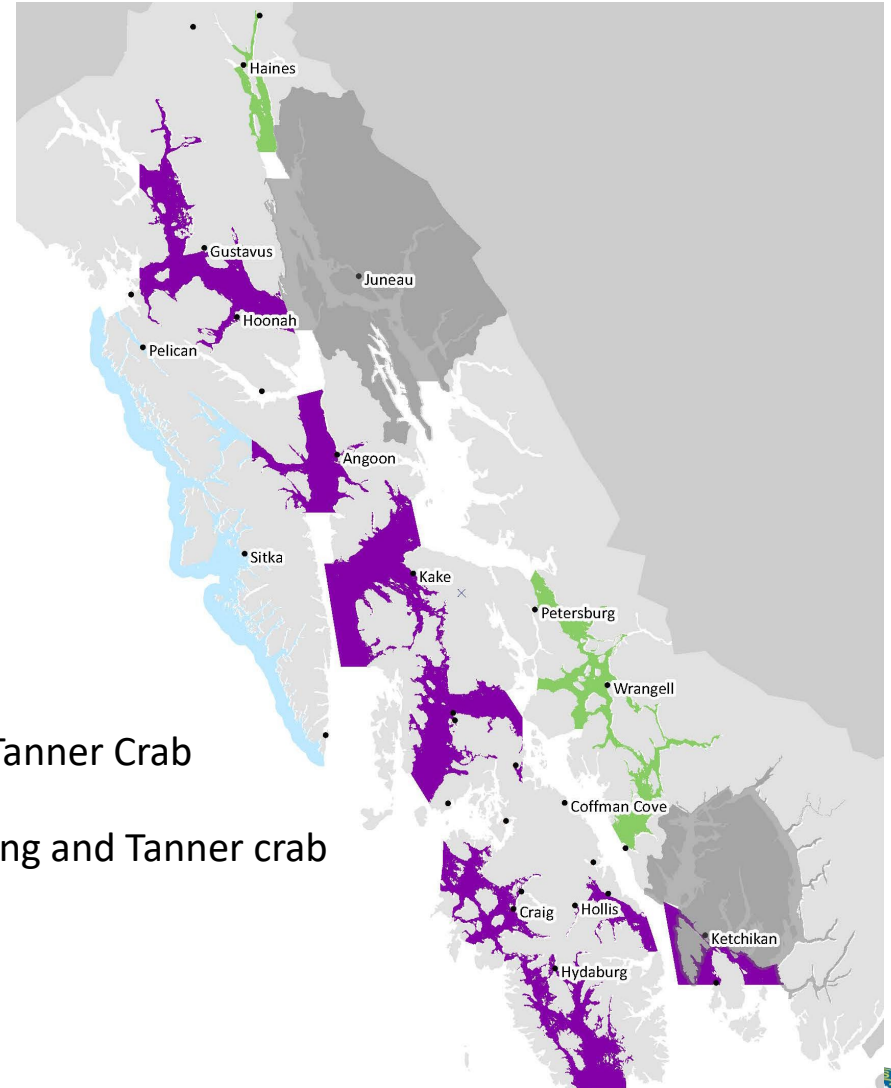 Haines
Gustavus
Juneau
Hoonah
Pelican
Angoon
Sitka
Kake
Petersburg
Wrangell
Tanner Crab
Coffman Cove
ng and Tanner crab
Craig
Hollis
Ketchikan
Hydaburg